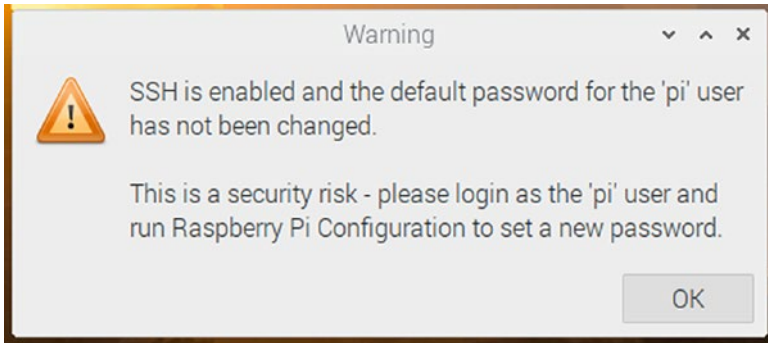 Warning
SSH is enabled and the default password for the 'pi' user
has not been changed.
This is a security risk - please login as the 'pi' user and
run Raspberry Pi Configuration to set a new password.
OK